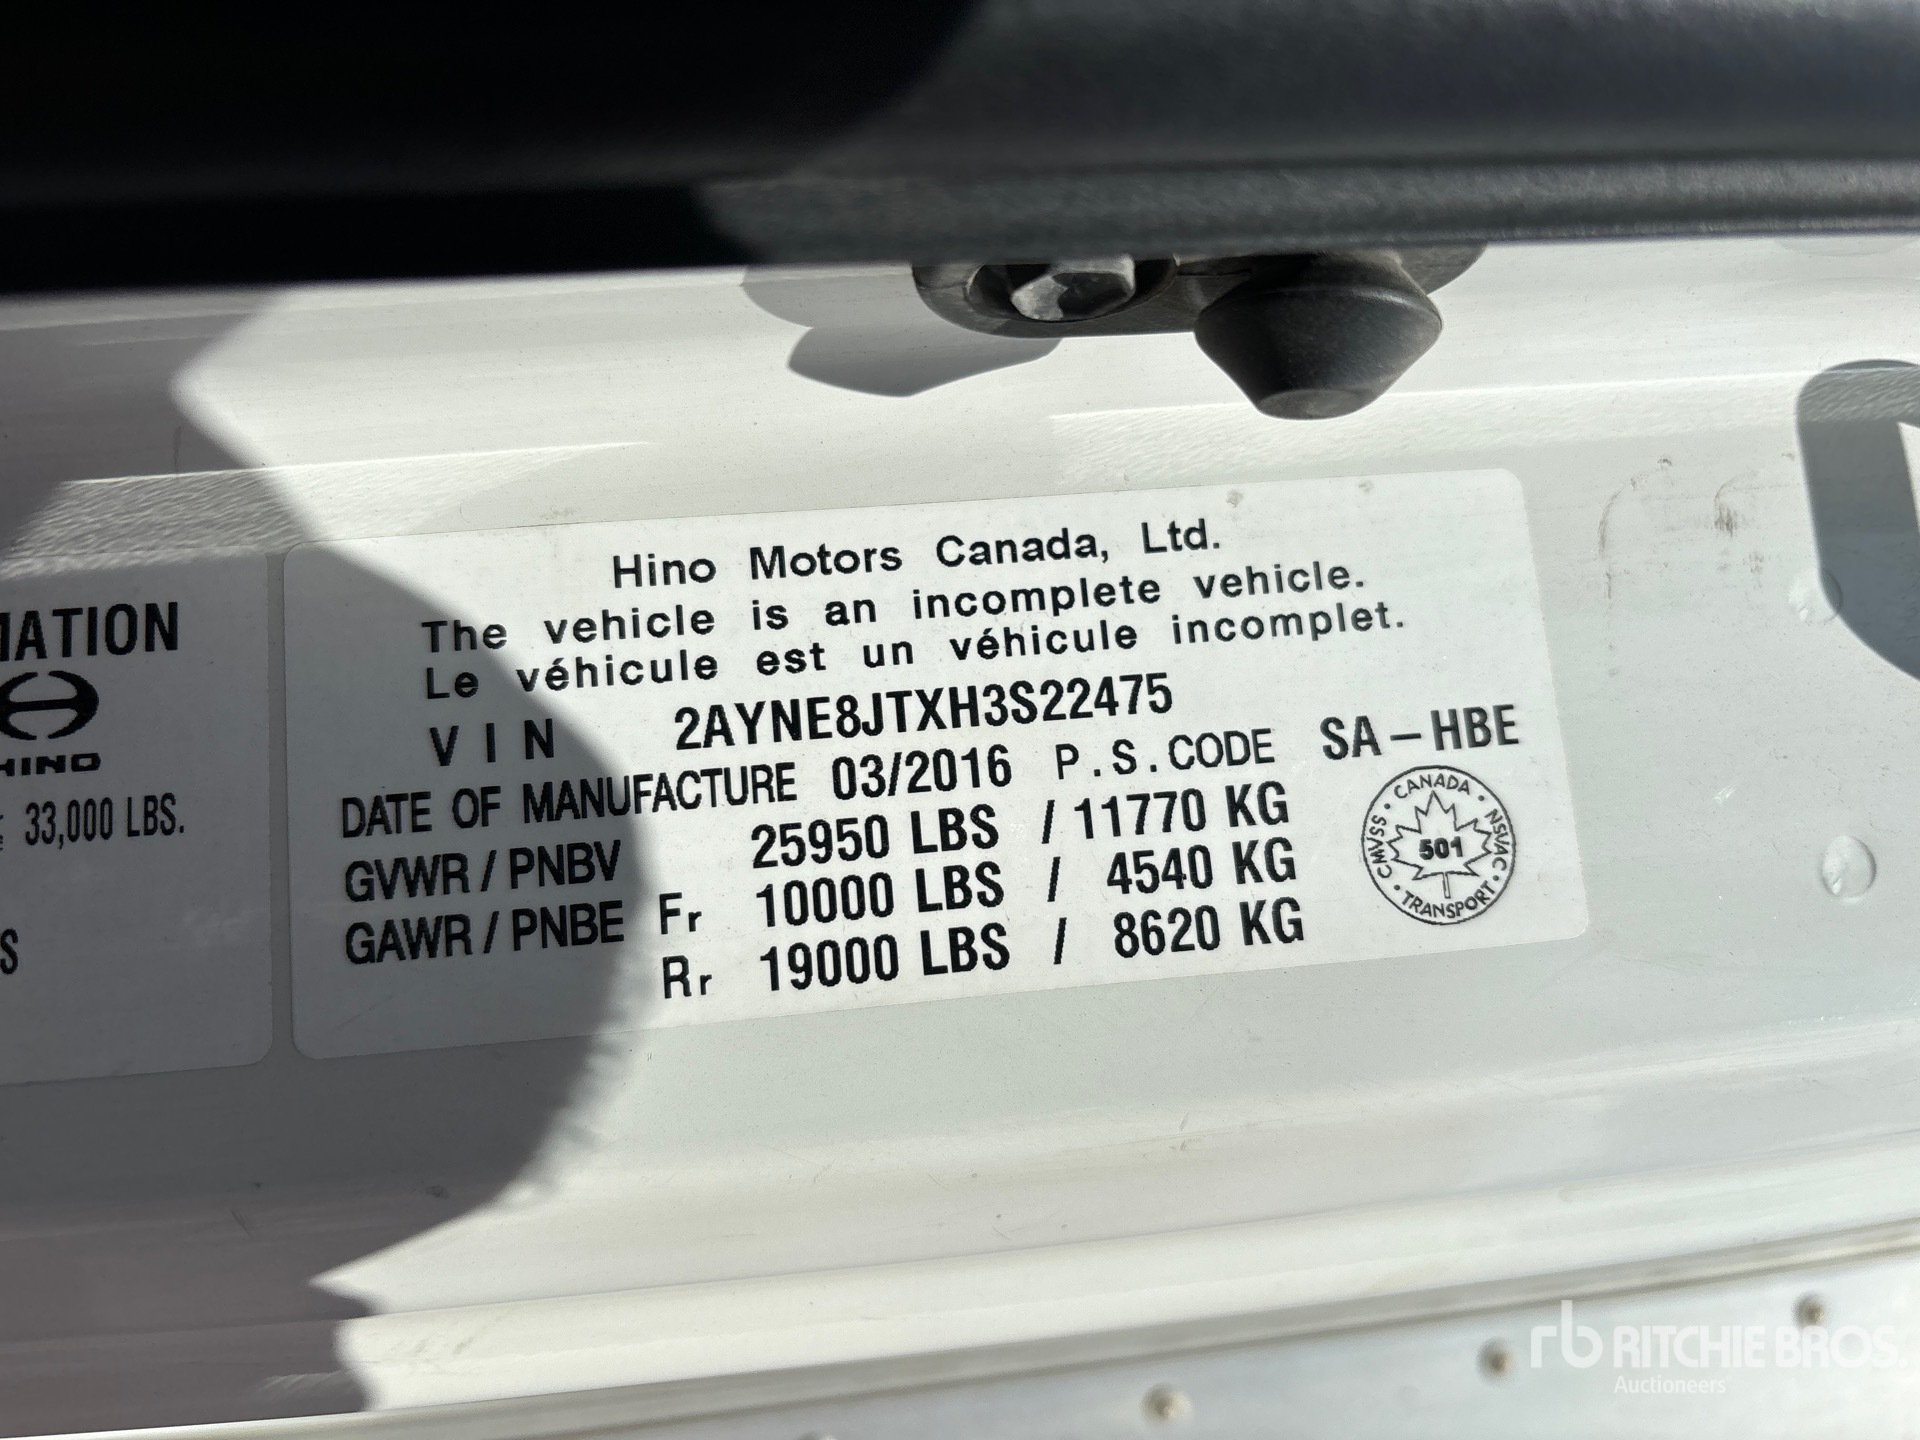 MATION
HINO
33,000 LBS.
S
Hino Motors Canada, Ltd.
The vehicle is an incomplete vehicle.
Le véhicule est un véhicule incomplet.
VIN 2AYNE8JTXH3S22475
DATE OF MANUFACTURE 03/2016 P.S.CODE SA-HBE
GVWR / PNBV 25950 LBS / 11770 KG
GAWR / PNBE Fr 10000 LBS / 4540 KG
Rr 19000 LBS / 8620 KG
CANADA · NSVAC · TRANSPORT · CMVSS ·
501
rb RITCHIE BROS.
Auctioneers